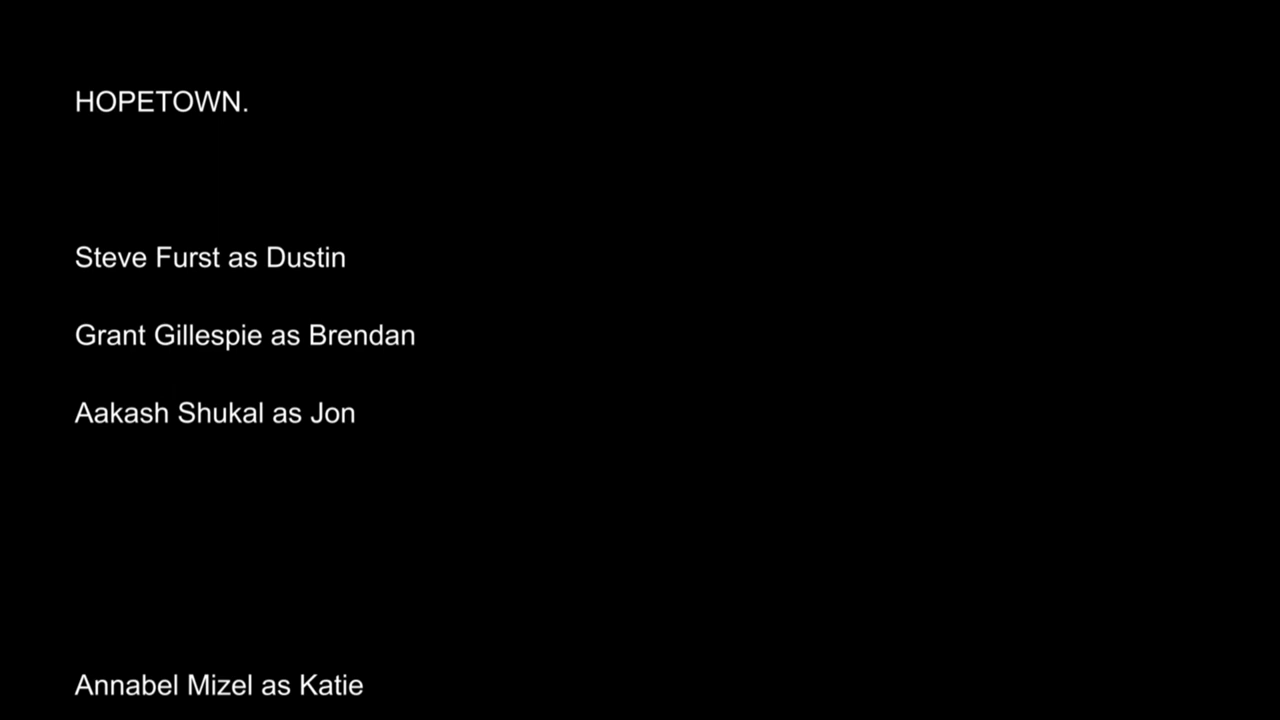 HOPETOWN.
Steve Furst as Dustin
Grant Gillespie as Brendan
Aakash Shukal as Jon
Annabel Mizel as Katie